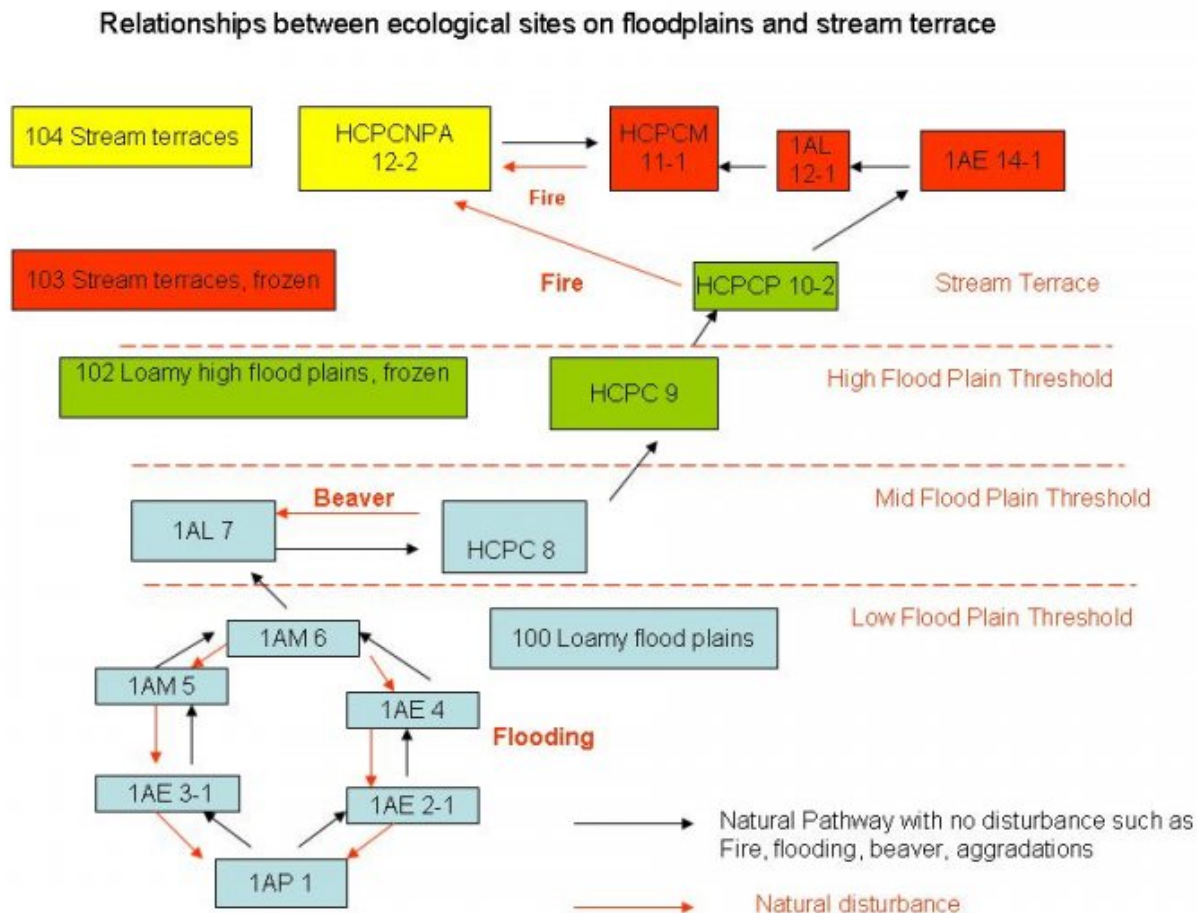 Relationships between ecological sites on floodplains and stream terrace
104 Stream terraces
HCPCNPA
12-2
HCPCM
11-1
1AL
12-1
1AE 14-1
Fire
103 Stream terraces, frozen
Fire
HCPCP 10-2
Stream Terrace
102 Loamy high flood plains, frozen
HCPC 9
High Flood Plain Threshold
Mid Flood Plain Threshold
1AL 7
Beaver
HCPC 8
Low Flood Plain Threshold
1AM 6
100 Loamy flood plains
1AM 5
1AE 4
Flooding
1AE 3-1
1AE 2-1
1AP 1
Natural Pathway with no disturbance such as
Fire, flooding, beaver, aggradations
Natural disturbance